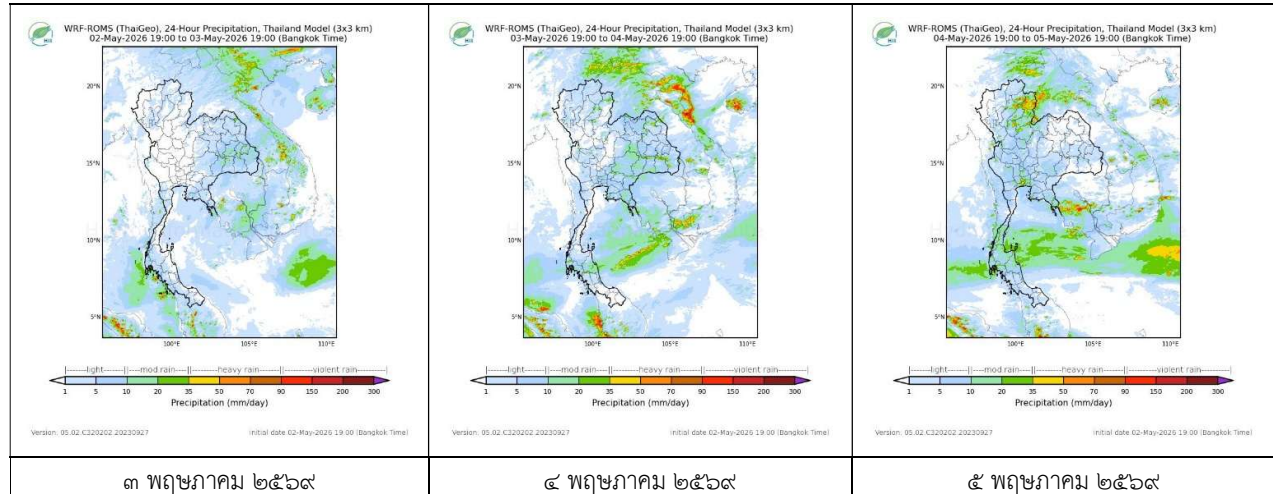 WRF-ROMS (ThaiGeo), 24-Hour Precipitation, Thailand Model (3x3 km)
02-May-2026 19:00 to 03-May-2026 19:00 (Bangkok Time)
20°N
15°N
10°N
5°N
100°E 105°E 110°E
|------light------||----mod.rain----||----heavy rain----||------violent rain------|
1 5 10 20 35 50 70 90 150 200 300
Precipitation (mm/day)
Version: 05.02.C320202.20230927 Initial date 02-May-2026 19:00 (Bangkok Time)
๓ พฤษภาคม ๒๕๖๙
WRF-ROMS (ThaiGeo), 24-Hour Precipitation, Thailand Model (3x3 km)
03-May-2026 19:00 to 04-May-2026 19:00 (Bangkok Time)
20°N
15°N
10°N
5°N
100°E 105°E 110°E
|------light------||----mod.rain----||----heavy rain----||------violent rain------|
1 5 10 20 35 50 70 90 150 200 300
Precipitation (mm/day)
Version: 05.02.C320202.20230927 Initial date 02-May-2026 19:00 (Bangkok Time)
๔ พฤษภาคม ๒๕๖๙
WRF-ROMS (ThaiGeo), 24-Hour Precipitation, Thailand Model (3x3 km)
04-May-2026 19:00 to 05-May-2026 19:00 (Bangkok Time)
20°N
15°N
10°N
5°N
100°E 105°E 110°E
|------light------||----mod.rain----||----heavy rain----||------violent rain------|
1 5 10 20 35 50 70 90 150 200 300
Precipitation (mm/day)
Version: 05.02.C320202.20230927 Initial date 02-May-2026 19:00 (Bangkok Time)
๕ พฤษภาคม ๒๕๖๙